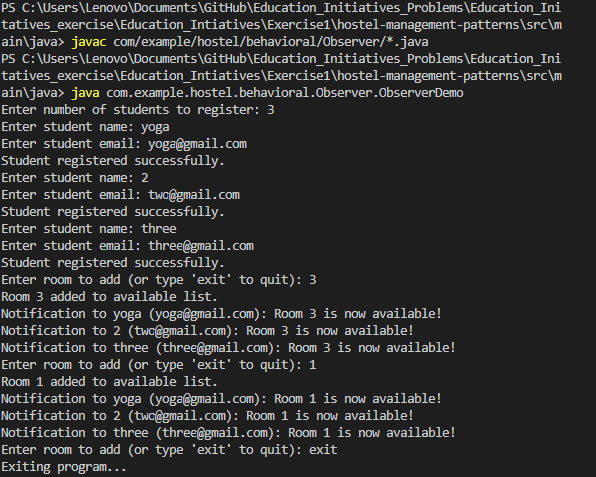 PS C:\Users\Lenovo\Documents\GitHub\Education_Initiatives_Problems\Education_Ini
tiatives_exercise\Education_Intiatives\Exercise1\hostel-management-patterns\src\m
ain\java> javac com/example/hostel/behavioral/Observer/*.java
PS C:\Users\Lenovo\Documents\GitHub\Education_Initiatives_Problems\Education_Ini
tiatives_exercise\Education_Intiatives\Exercise1\hostel-management-patterns\src\m
ain\java> java com.example.hostel.behavioral.Observer.ObserverDemo
Enter number of students to register: 3
Enter student name: yoga
Enter student email: yoga@gmail.com
Student registered successfully.
Enter student name: 2
Enter student email: two@gmail.com
Student registered successfully.
Enter student name: three
Enter student email: three@gmail.com
Student registered successfully.
Enter room to add (or type 'exit' to quit): 3
Room 3 added to available list.
Notification to yoga (yoga@gmail.com): Room 3 is now available!
Notification to 2 (two@gmail.com): Room 3 is now available!
Notification to three (three@gmail.com): Room 3 is now available!
Enter room to add (or type 'exit' to quit): 1
Room 1 added to available list.
Notification to yoga (yoga@gmail.com): Room 1 is now available!
Notification to 2 (two@gmail.com): Room 1 is now available!
Notification to three (three@gmail.com): Room 1 is now available!
Enter room to add (or type 'exit' to quit): exit
Exiting program...